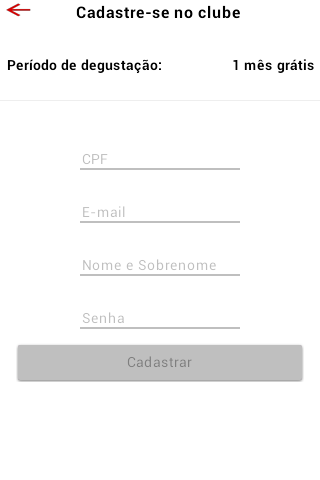 Cadastre-se no clube
Período de degustação: 1 mês grátis
CPF
E-mail
Nome e Sobrenome
Senha
Cadastrar